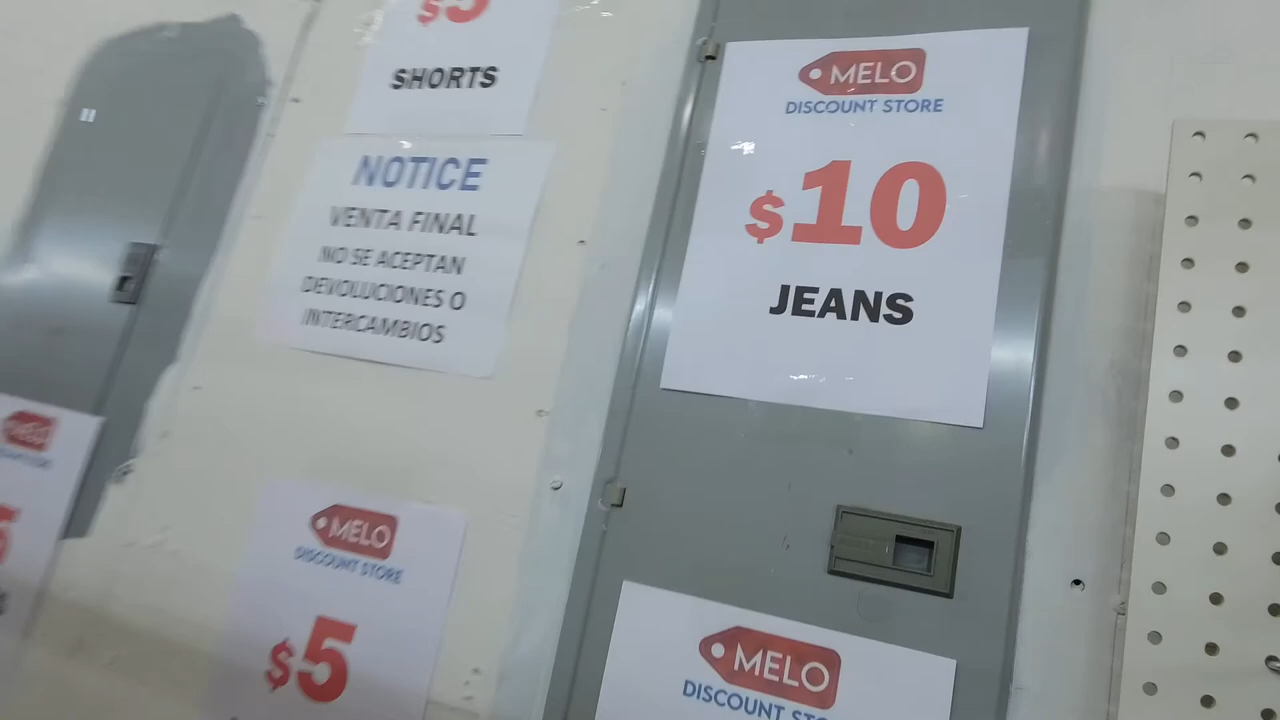 $5
SHORTS
NOTICE
VENTA FINAL
NO SE ACEPTAN
DEVOLUCIONES O
INTERCAMBIOS
MELO
DISCOUNT STORE
$10
JEANS
MELO
MELO
DISCOUNT STORE
$5
MELO
DISCOUNT